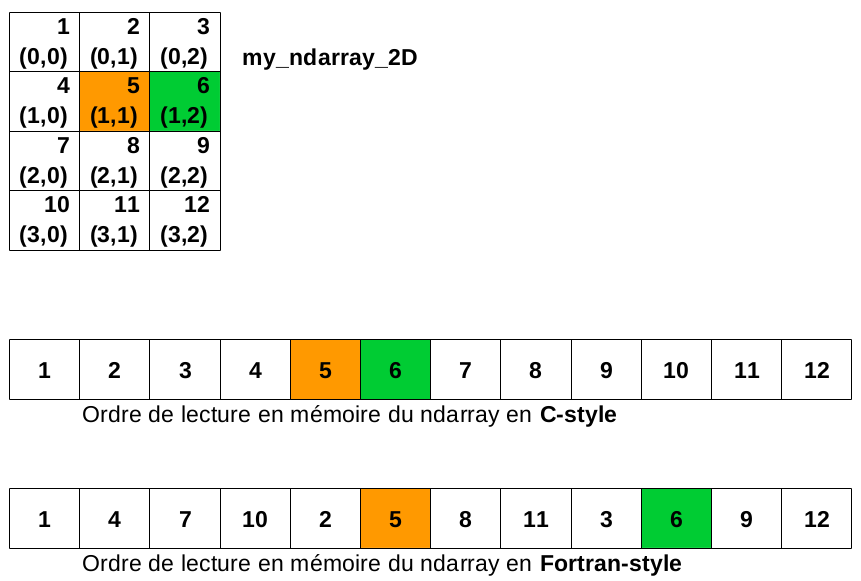 1 2 3
(0,0) (0,1) (0,2) my_ndarray_2D
4 5 6
(1,0) (1,1) (1,2)
7 8 9
(2,0) (2,1) (2,2)
10 11 12
(3,0) (3,1) (3,2)
1 2 3 4 5 6 7 8 9 10 11 12
Ordre de lecture en mémoire du ndarray en C-style
1 4 7 10 2 5 8 11 3 6 9 12
Ordre de lecture en mémoire du ndarray en Fortran-style